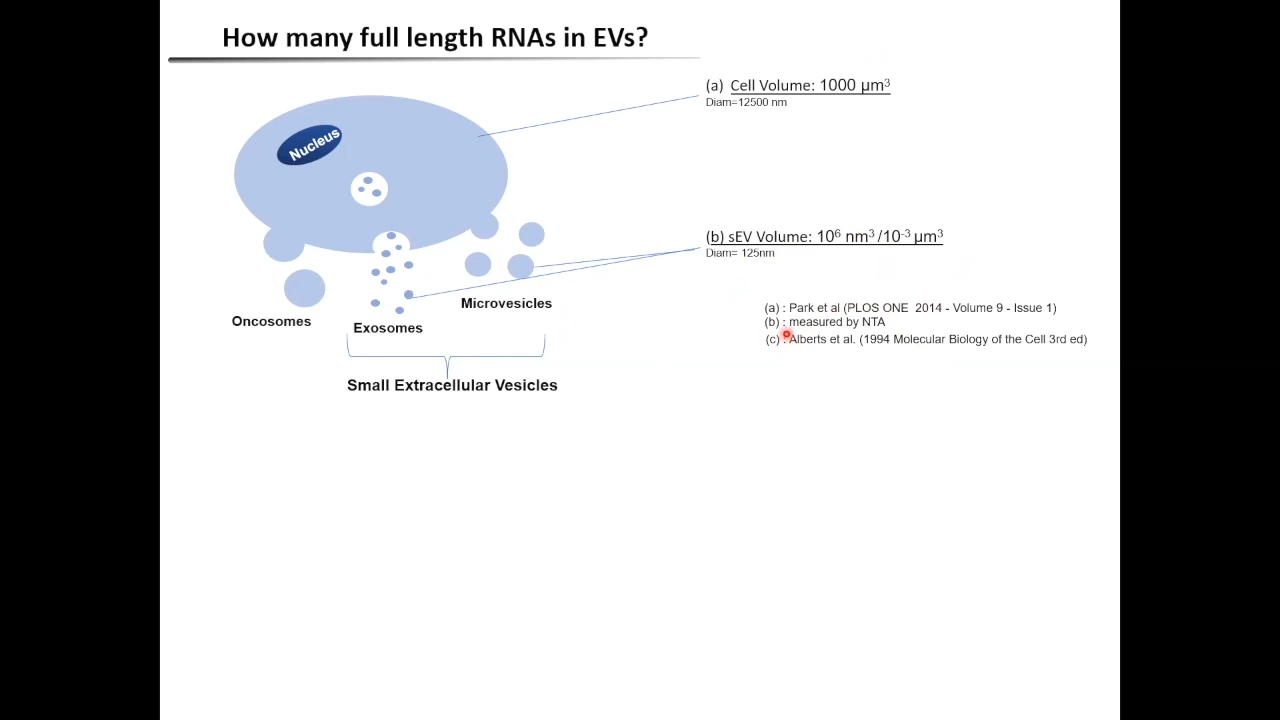 How many full length RNAs in EVs?
(a) Cell Volume: 1000 µm³
Diam=12500 nm
Nucleus
(b) sEV Volume: 10⁶ nm³ /10⁻³ µm³
Diam= 125nm
Microvesicles
Oncosomes
Exosomes
(a) : Park et al (PLOS ONE 2014 - Volume 9 - Issue 1)
(b) : measured by NTA
(c) : Alberts et al. (1994 Molecular Biology of the Cell 3rd ed)
Small Extracellular Vesicles